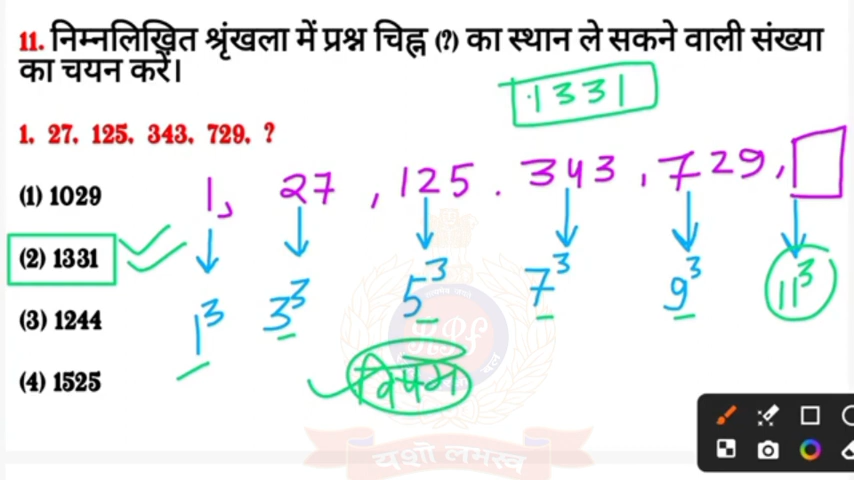 11. निम्नलिखित श्रृंखला में प्रश्न चिह्न (?) का स्थान ले सकने वाली संख्या
का चयन करें।
1331
1, 27, 125, 343, 729, ?
1, 27, 125. 343, 729,
(1) 1029
(2) 1331
1³ 3³ 5³ 7³ 9³ 11³
(3) 1244
(4) 1525
विषम
यशो लभस्व